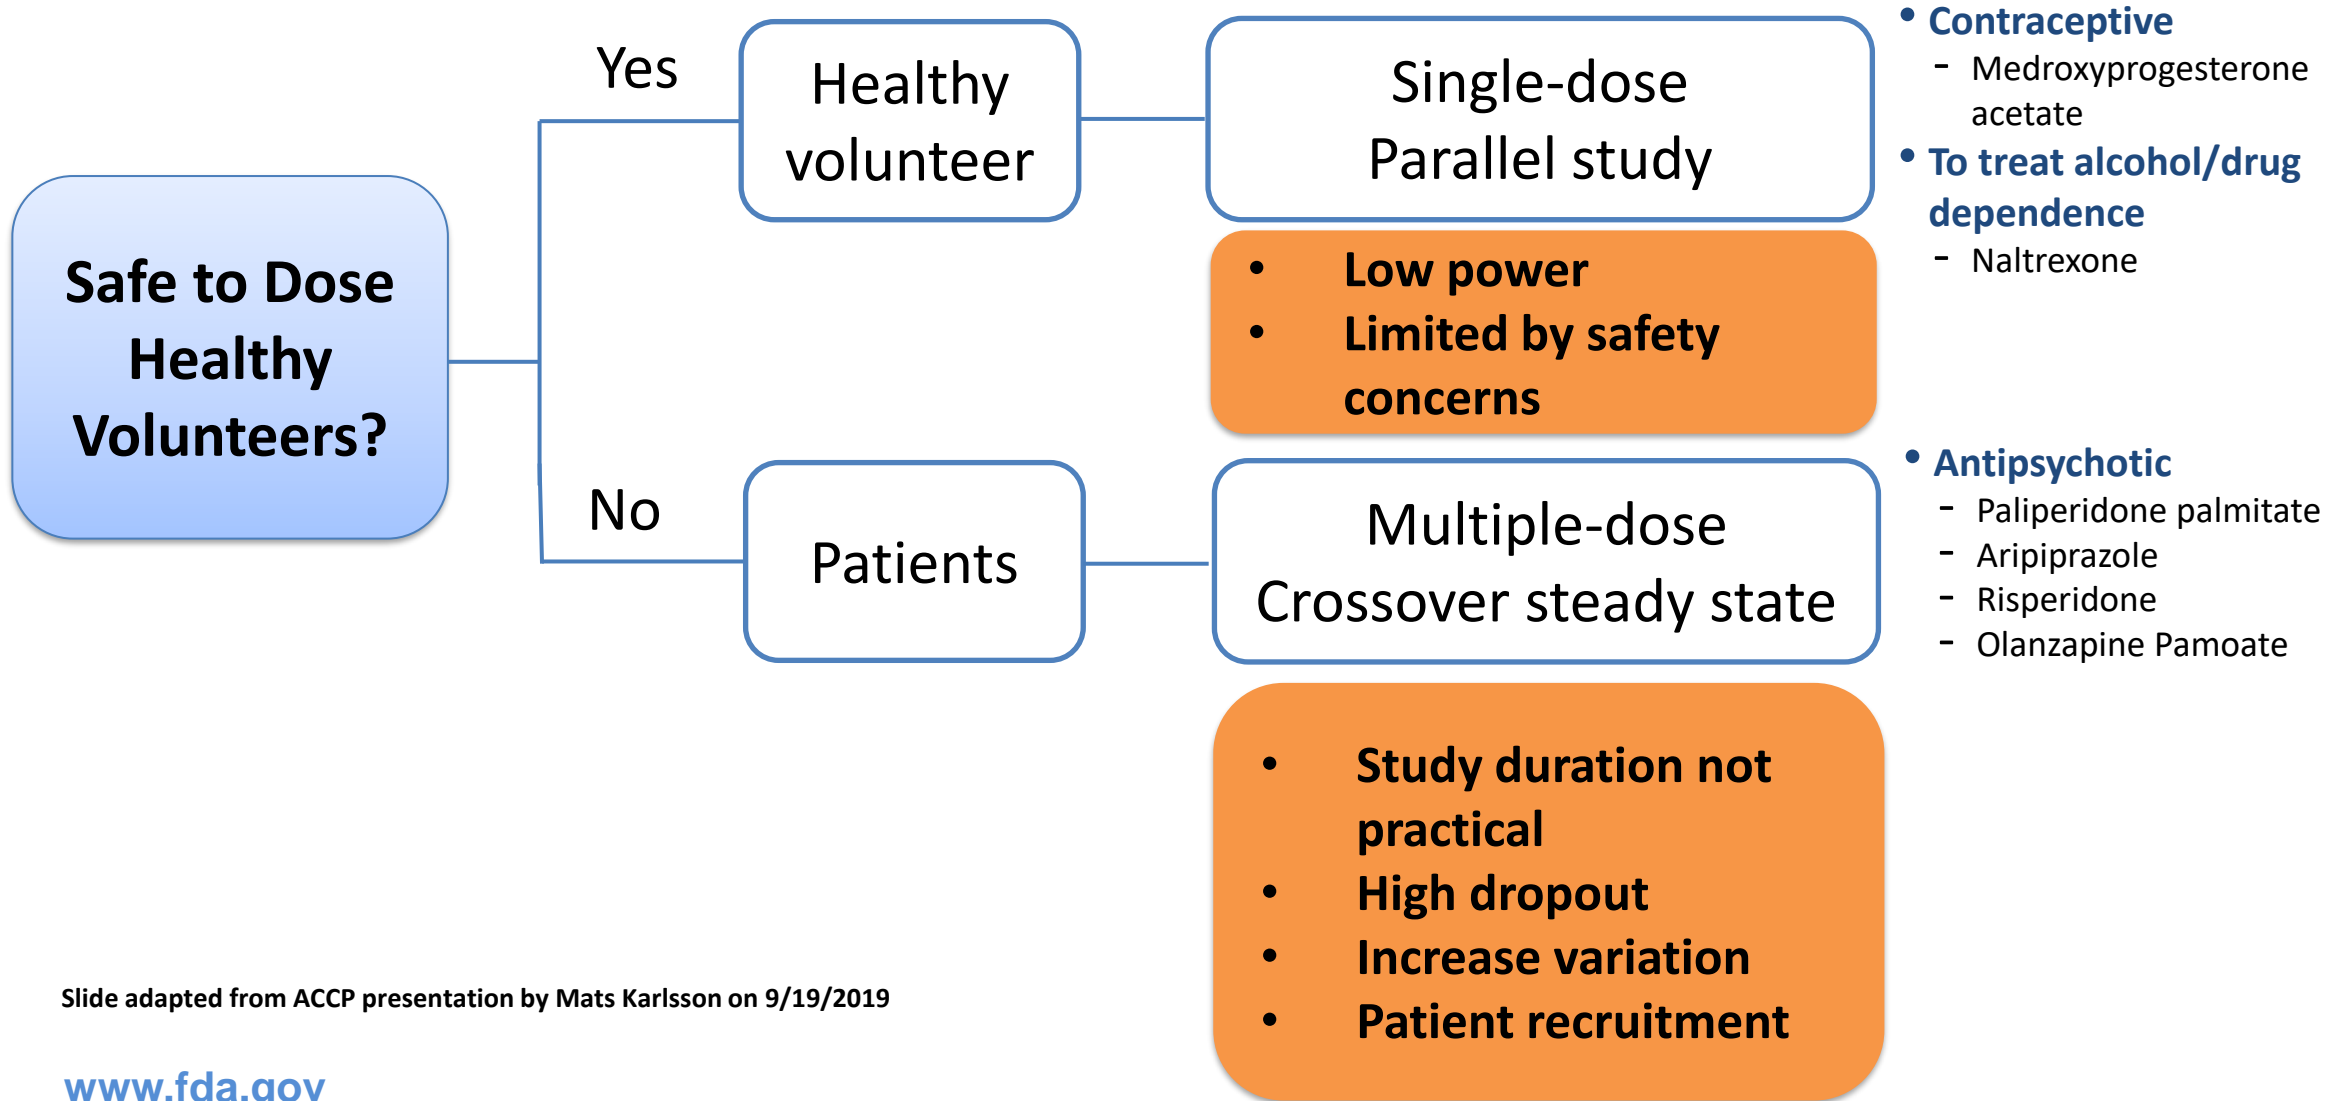 Safe to Dose
Healthy
Volunteers?
Yes
Healthy
volunteer
Single-dose
Parallel study
• Low power
• Limited by safety
concerns
• Contraceptive
- Medroxyprogesterone
acetate
• To treat alcohol/drug
dependence
- Naltrexone
No
Patients
Multiple-dose
Crossover steady state
• Study duration not
practical
• High dropout
• Increase variation
• Patient recruitment
• Antipsychotic
- Paliperidone palmitate
- Aripiprazole
- Risperidone
- Olanzapine Pamoate
Slide adapted from ACCP presentation by Mats Karlsson on 9/19/2019
www.fda.gov